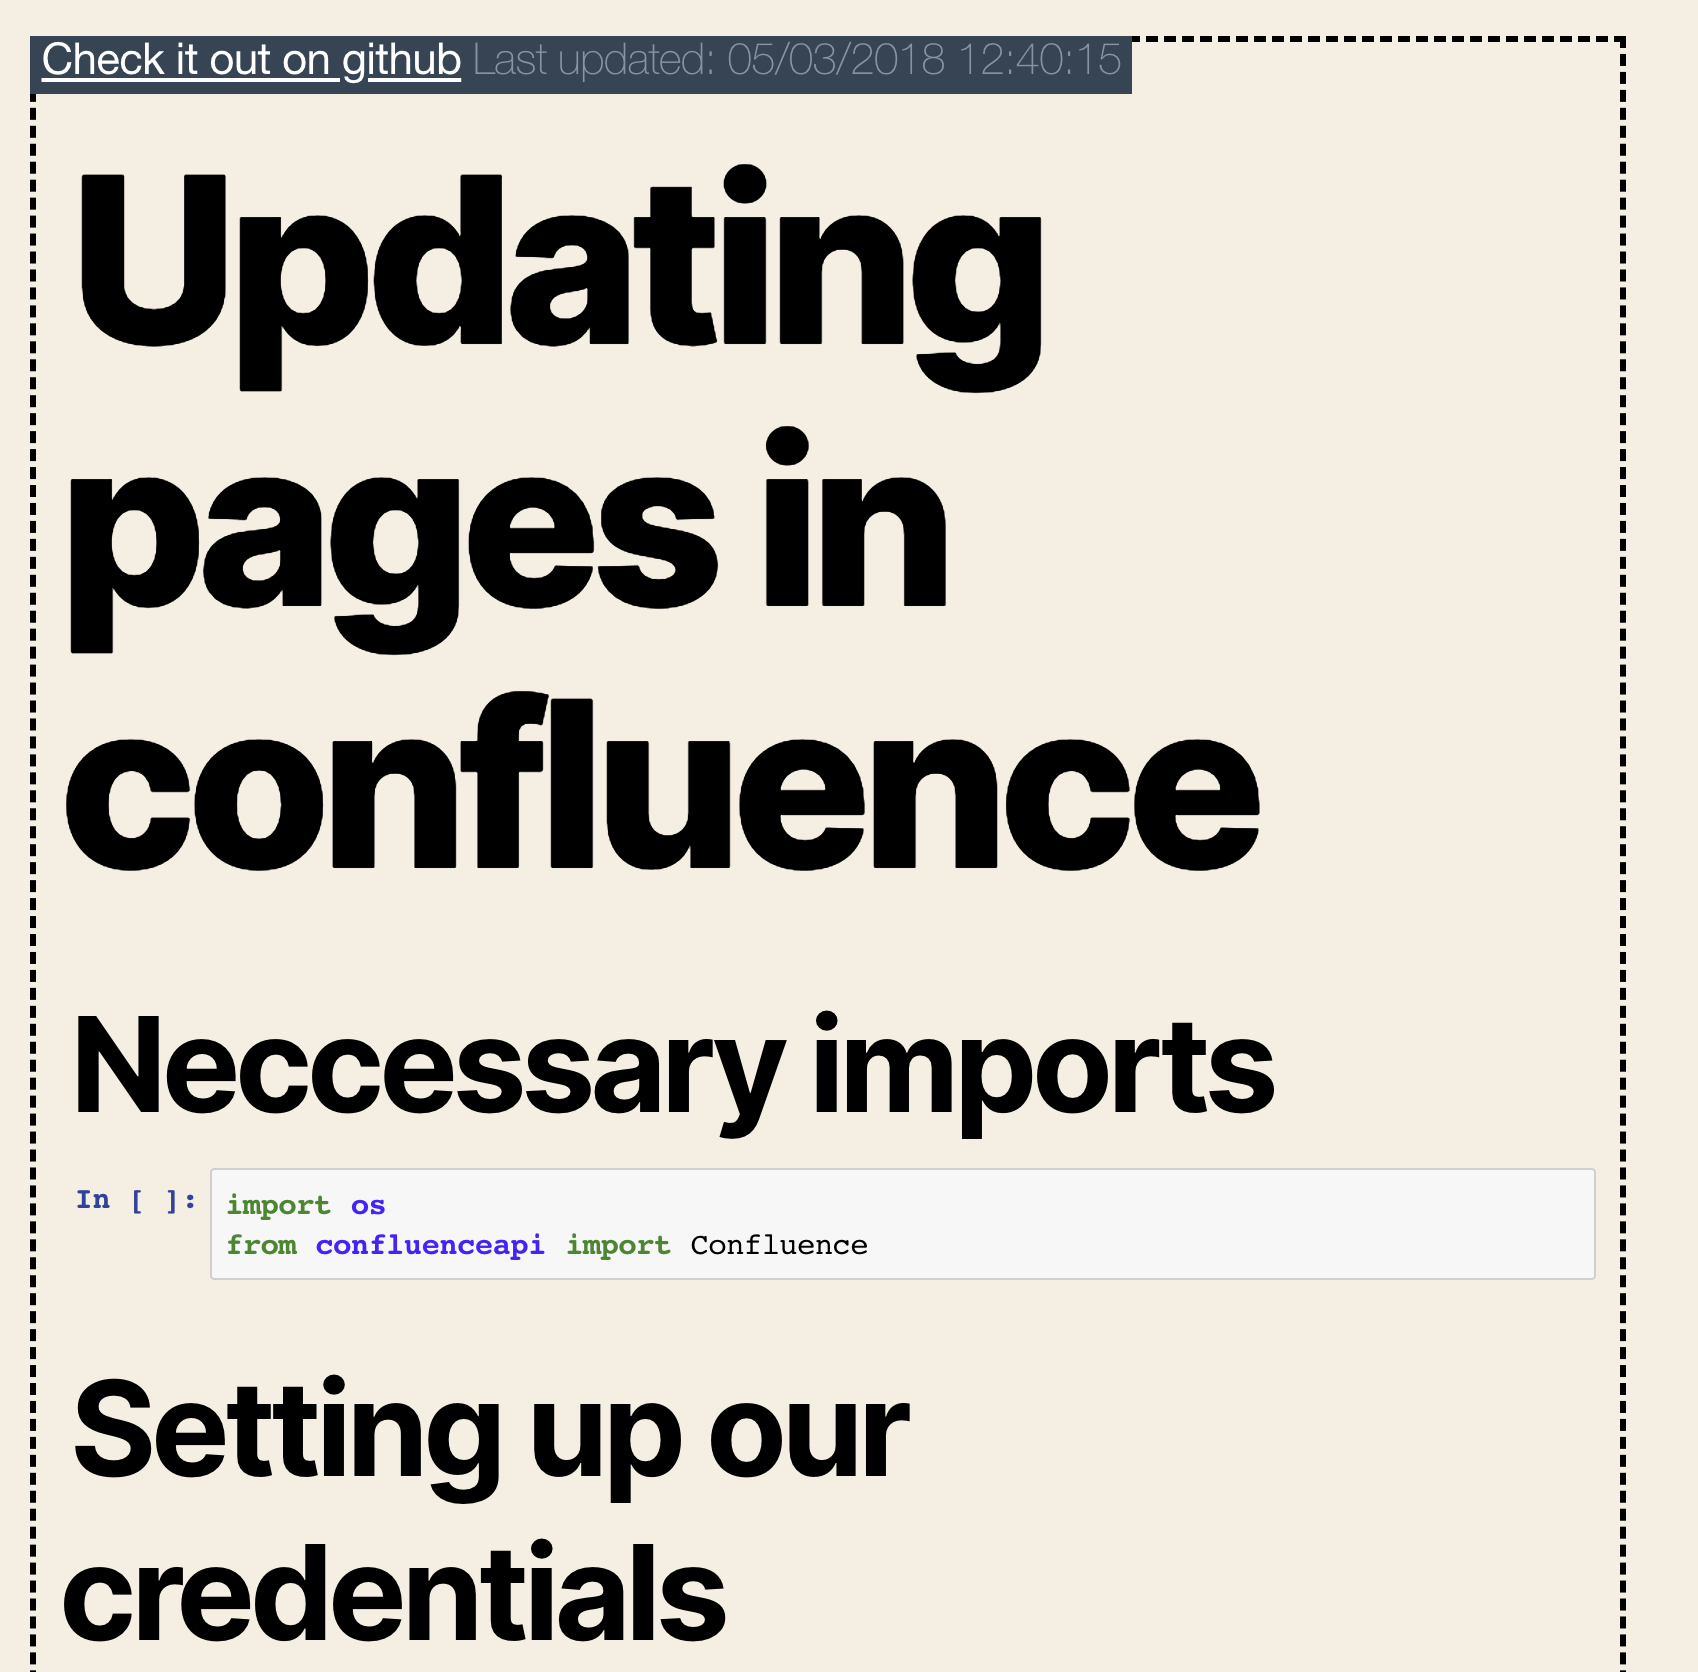 Check it out on github Last updated: 05/03/2018 12:40:15
Updating
pages in
confluence
Neccessary imports
In [ ]:
import os
from confluenceapi import Confluence
Setting up our
credentials